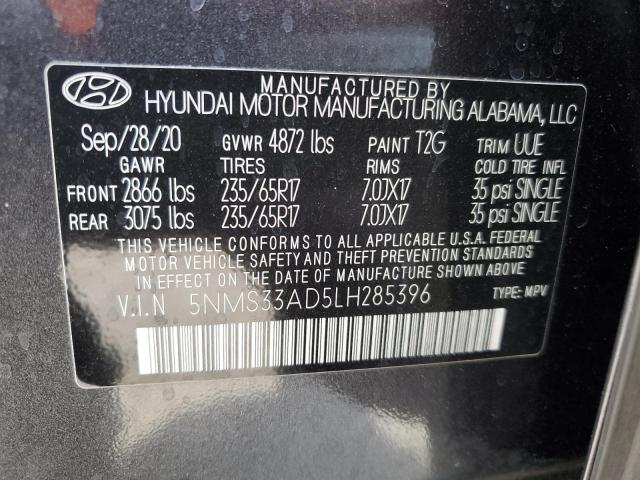 MANUFACTURED BY
HYUNDAI MOTOR MANUFACTURING ALABAMA, LLC
Sep/28/20 GVWR 4872 lbs PAINT T2G TRIM UUE
GAWR TIRES RIMS COLD TIRE INFL
FRONT 2866 lbs 235/65R17 7.0JX17 35 psi SINGLE
REAR 3075 lbs 235/65R17 7.0JX17 35 psi SINGLE
THIS VEHICLE CONFORMS TO ALL APPLICABLE U.S.A. FEDERAL
MOTOR VEHICLE SAFETY AND THEFT PREVENTION STANDARDS
IN EFFECT ON THE DATE OF MANUFACTURE SHOWN ABOVE.
V.I.N 5NMS33AD5LH285396 TYPE: MPV